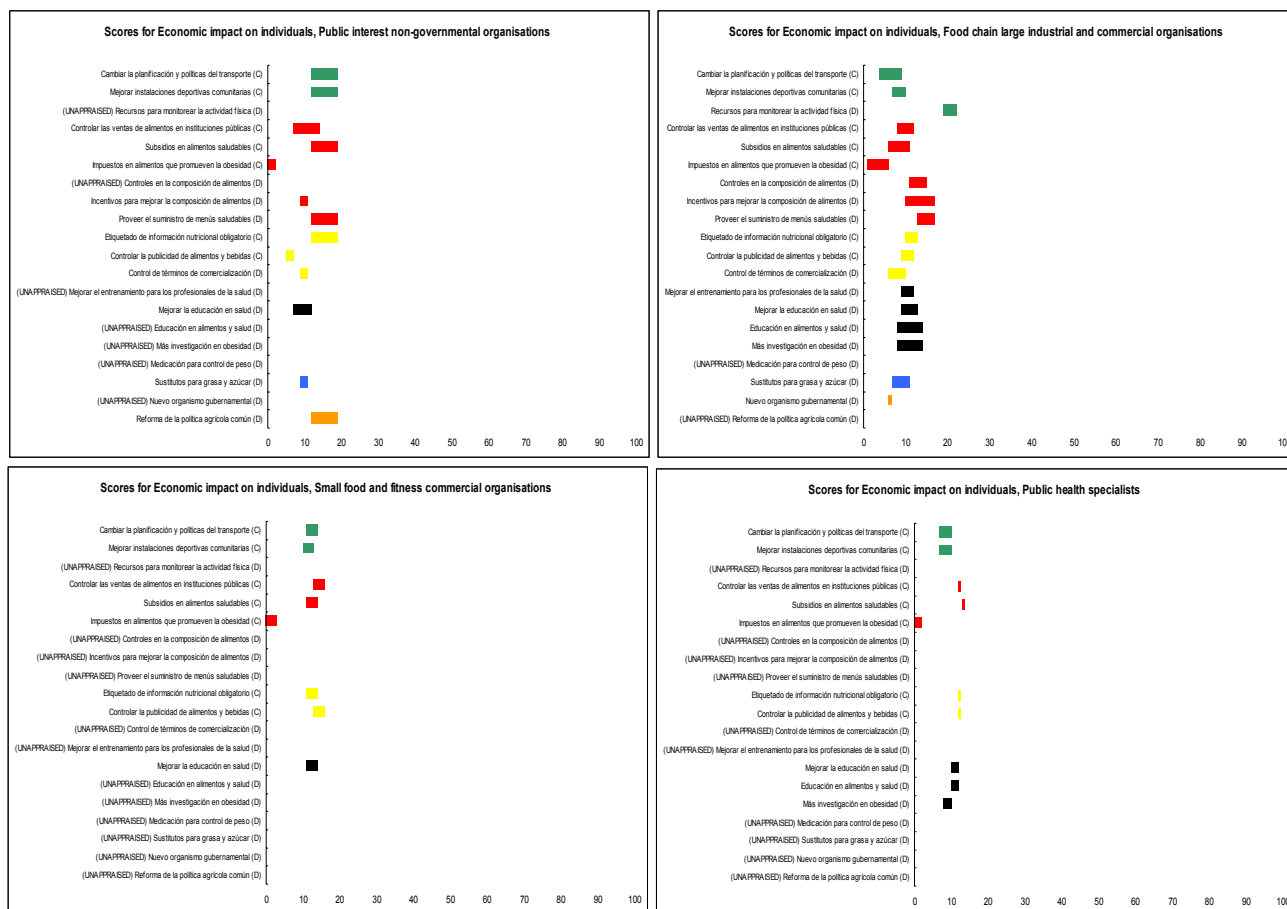 Scores for Economic impact on individuals, Public interest non-governmental organisations
Cambiar la planificación y políticas del transporte (C)
Mejorar instalaciones deportivas comunitarias (C)
(UNAPPRAISED) Recursos para monitorear la actividad física (D)
Controlar las ventas de alimentos en instituciones públicas (C)
Subsidios en alimentos saludables (C)
Impuestos en alimentos que promueven la obesidad (C)
(UNAPPRAISED) Controles en la composición de alimentos (D)
Incentivos para mejorar la composición de alimentos (D)
Proveer el suministro de menús saludables (D)
Etiquetado de información nutricional obligatorio (C)
Controlar la publicidad de alimentos y bebidas (C)
Control de términos de comercialización (D)
(UNAPPRAISED) Mejorar el entrenamiento para los profesionales de la salud (D)
Mejorar la educación en salud (D)
(UNAPPRAISED) Educación en alimentos y salud (D)
(UNAPPRAISED) Más investigación en obesidad (D)
(UNAPPRAISED) Medicación para control de peso (D)
Sustitutos para grasa y azúcar (D)
(UNAPPRAISED) Nuevo organismo gubernamental (D)
Reforma de la política agrícola común (D)
0 10 20 30 40 50 60 70 80 90 100
Scores for Economic impact on individuals, Food chain large industrial and commercial organisations
Cambiar la planificación y políticas del transporte (C)
Mejorar instalaciones deportivas comunitarias (C)
Recursos para monitorear la actividad física (D)
Controlar las ventas de alimentos en instituciones públicas (C)
Subsidios en alimentos saludables (C)
Impuestos en alimentos que promueven la obesidad (C)
Controles en la composición de alimentos (D)
Incentivos para mejorar la composición de alimentos (D)
Proveer el suministro de menús saludables (D)
Etiquetado de información nutricional obligatorio (C)
Controlar la publicidad de alimentos y bebidas (C)
Control de términos de comercialización (D)
Mejorar el entrenamiento para los profesionales de la salud (D)
Mejorar la educación en salud (D)
Educación en alimentos y salud (D)
Más investigación en obesidad (D)
(UNAPPRAISED) Medicación para control de peso (D)
Sustitutos para grasa y azúcar (D)
Nuevo organismo gubernamental (D)
(UNAPPRAISED) Reforma de la política agrícola común (D)
0 10 20 30 40 50 60 70 80 90
Scores for Economic impact on individuals, Small food and fitness commercial organisations
Cambiar la planificación y políticas del transporte (C)
Mejorar instalaciones deportivas comunitarias (C)
(UNAPPRAISED) Recursos para monitorear la actividad física (D)
Controlar las ventas de alimentos en instituciones públicas (C)
Subsidios en alimentos saludables (C)
Impuestos en alimentos que promueven la obesidad (C)
(UNAPPRAISED) Controles en la composición de alimentos (D)
(UNAPPRAISED) Incentivos para mejorar la composición de alimentos (D)
(UNAPPRAISED) Proveer el suministro de menús saludables (D)
Etiquetado de información nutricional obligatorio (C)
Controlar la publicidad de alimentos y bebidas (C)
(UNAPPRAISED) Control de términos de comercialización (D)
(UNAPPRAISED) Mejorar el entrenamiento para los profesionales de la salud (D)
Mejorar la educación en salud (D)
(UNAPPRAISED) Educación en alimentos y salud (D)
(UNAPPRAISED) Más investigación en obesidad (D)
(UNAPPRAISED) Medicación para control de peso (D)
(UNAPPRAISED) Sustitutos para grasa y azúcar (D)
(UNAPPRAISED) Nuevo organismo gubernamental (D)
(UNAPPRAISED) Reforma de la política agrícola común (D)
0 10 20 30 40 50 60 70 80 90 100
Scores for Economic impact on individuals, Public health specialists
Cambiar la planificación y políticas del transporte (C)
Mejorar instalaciones deportivas comunitarias (C)
(UNAPPRAISED) Recursos para monitorear la actividad física (D)
Controlar las ventas de alimentos en instituciones públicas (C)
Subsidios en alimentos saludables (C)
Impuestos en alimentos que promueven la obesidad (C)
(UNAPPRAISED) Controles en la composición de alimentos (D)
(UNAPPRAISED) Incentivos para mejorar la composición de alimentos (D)
(UNAPPRAISED) Proveer el suministro de menús saludables (D)
Etiquetado de información nutricional obligatorio (C)
Controlar la publicidad de alimentos y bebidas (C)
(UNAPPRAISED) Control de términos de comercialización (D)
(UNAPPRAISED) Mejorar el entrenamiento para los profesionales de la salud (D)
Mejorar la educación en salud (D)
Educación en alimentos y salud (D)
Más investigación en obesidad (D)
(UNAPPRAISED) Medicación para control de peso (D)
(UNAPPRAISED) Sustitutos para grasa y azúcar (D)
(UNAPPRAISED) Nuevo organismo gubernamental (D)
(UNAPPRAISED) Reforma de la política agrícola común (D)
0 10 20 30 40 50 60 70 80 90 100